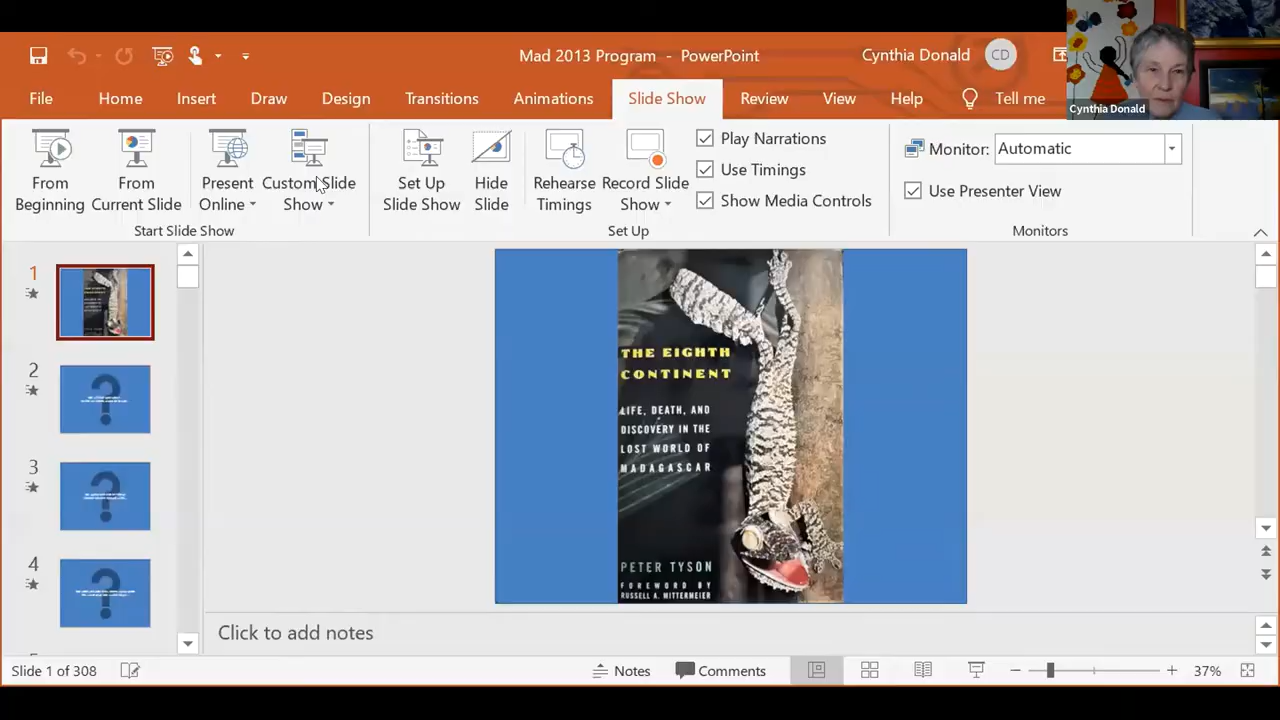 Mad 2013 Program - PowerPoint
Cynthia Donald
CD
Cynthia Donald
File
Home
Insert
Draw
Design
Transitions
Animations
Slide Show
Review
View
Help
Tell me
From
Beginning
From
Current Slide
Present
Online
Custom Slide
Show
Start Slide Show
Set Up
Slide Show
Hide
Slide
Rehearse
Timings
Record Slide
Show
Play Narrations
Use Timings
Show Media Controls
Set Up
Monitor:
Automatic
Use Presenter View
Monitors
1
2
3
4
THE EIGHTH
CONTINENT
LIFE, DEATH, AND
DISCOVERY IN THE
LOST WORLD OF
MADAGASCAR
PETER TYSON
FOREWORD BY
RUSSELL A. MITTERMEIER
Click to add notes
Slide 1 of 308
Notes
Comments
37%